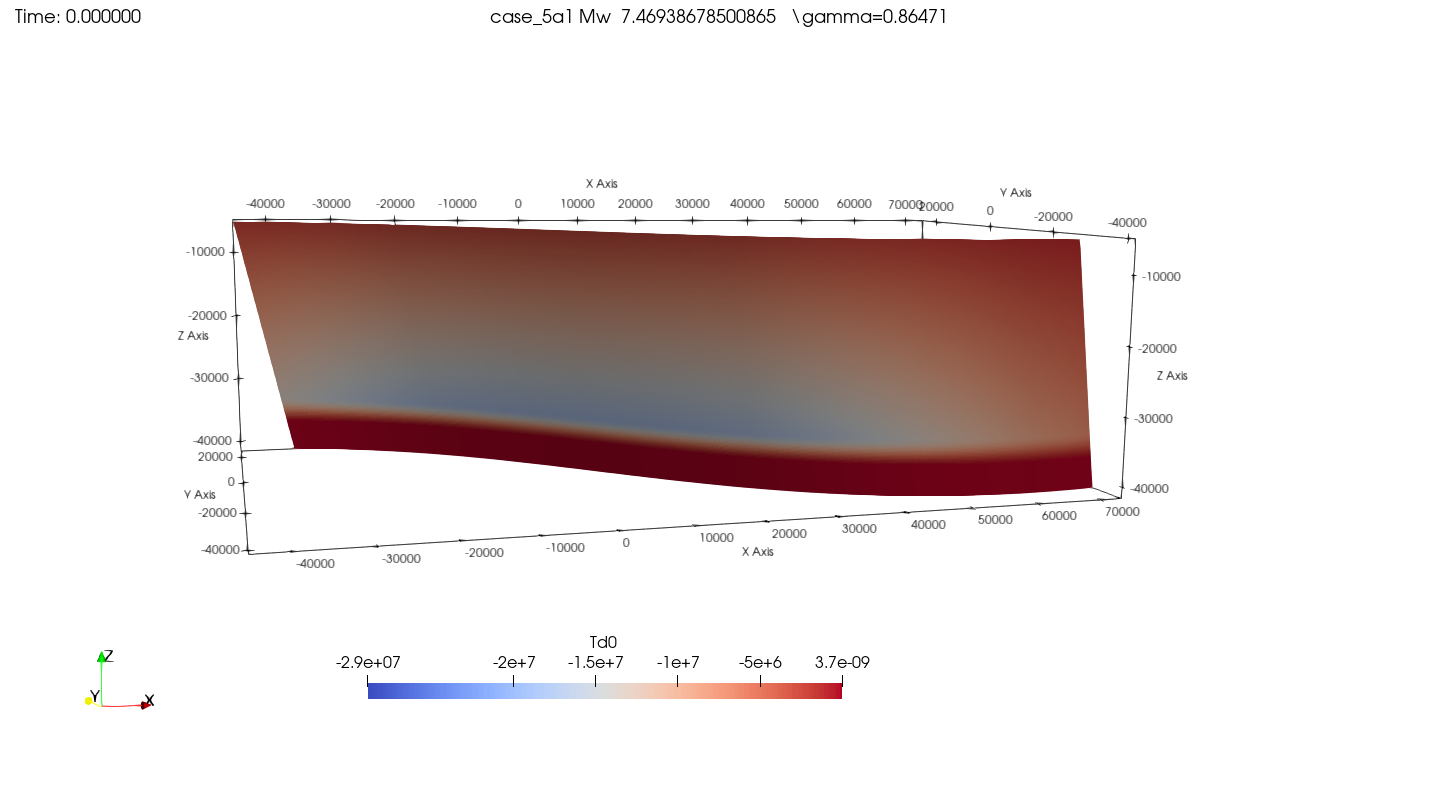 Time: 0.000000
case_5a1 Mw 7.46938678500865 \gamma=0.86471
X Axis
Y Axis
-40000 -30000 -20000 -10000 0 10000 20000 30000 40000 50000 60000 70000
20000 0 -20000 -40000
-10000
-20000
Z Axis
-30000
-40000
-10000
-20000
Z Axis
-30000
-40000
20000
0
Y Axis
-20000
-40000
-40000 -30000 -20000 -10000 0 10000 20000 30000 40000 50000 60000 70000
X Axis
Td0
-2.9e+07 -2e+7 -1.5e+7 -1e+7 -5e+6 3.7e-09
Z
Y
X